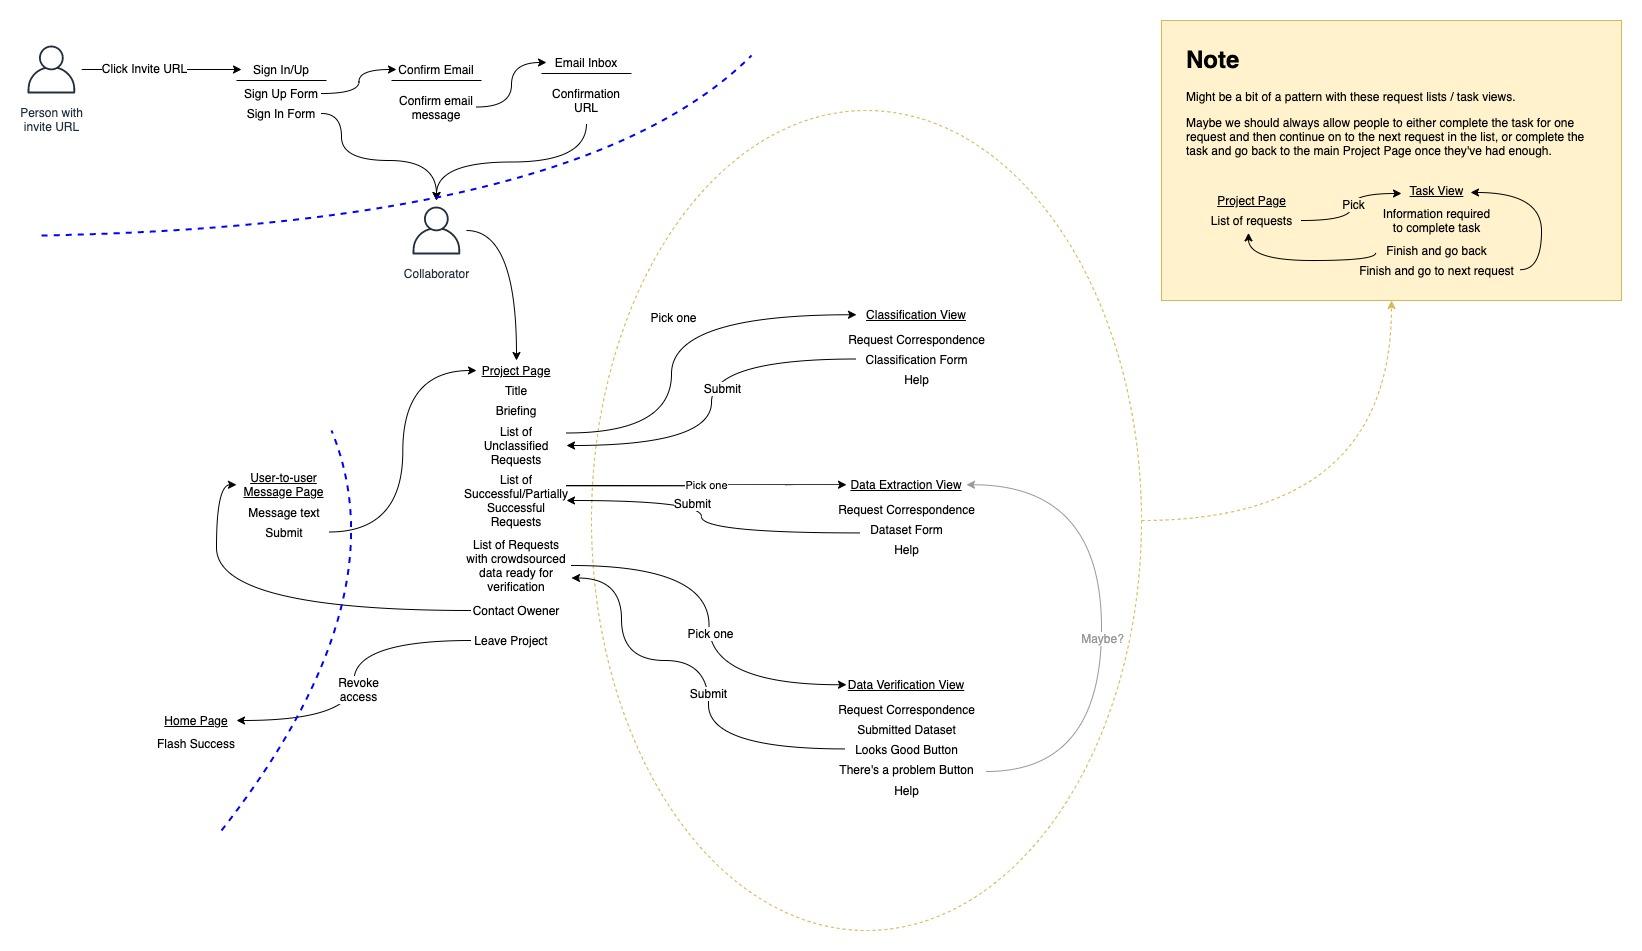 Person with
invite URL
Click Invite URL
Sign In/Up
Sign Up Form
Sign In Form
Confirm Email
Confirm email
message
Email Inbox
Confirmation
URL
Collaborator
Note
Might be a bit of a pattern with these request lists / task views.
Maybe we should always allow people to either complete the task for one
request and then continue on to the next request in the list, or complete the
task and go back to the main Project Page once they've had enough.
Project Page
List of requests
Pick
Task View
Information required
to complete task
Finish and go back
Finish and go to next request
Project Page
Title
Briefing
List of
Unclassified
Requests
List of
Successful/Partially
Successful
Requests
List of Requests
with crowdsourced
data ready for
verification
Contact Owener
Leave Project
User-to-user
Message Page
Message text
Submit
Revoke
access
Home Page
Flash Success
Pick one
Submit
Classification View
Request Correspondence
Classification Form
Help
Pick one
Submit
Data Extraction View
Request Correspondence
Dataset Form
Help
Pick one
Submit
Data Verification View
Request Correspondence
Submitted Dataset
Looks Good Button
There's a problem Button
Help
Maybe?